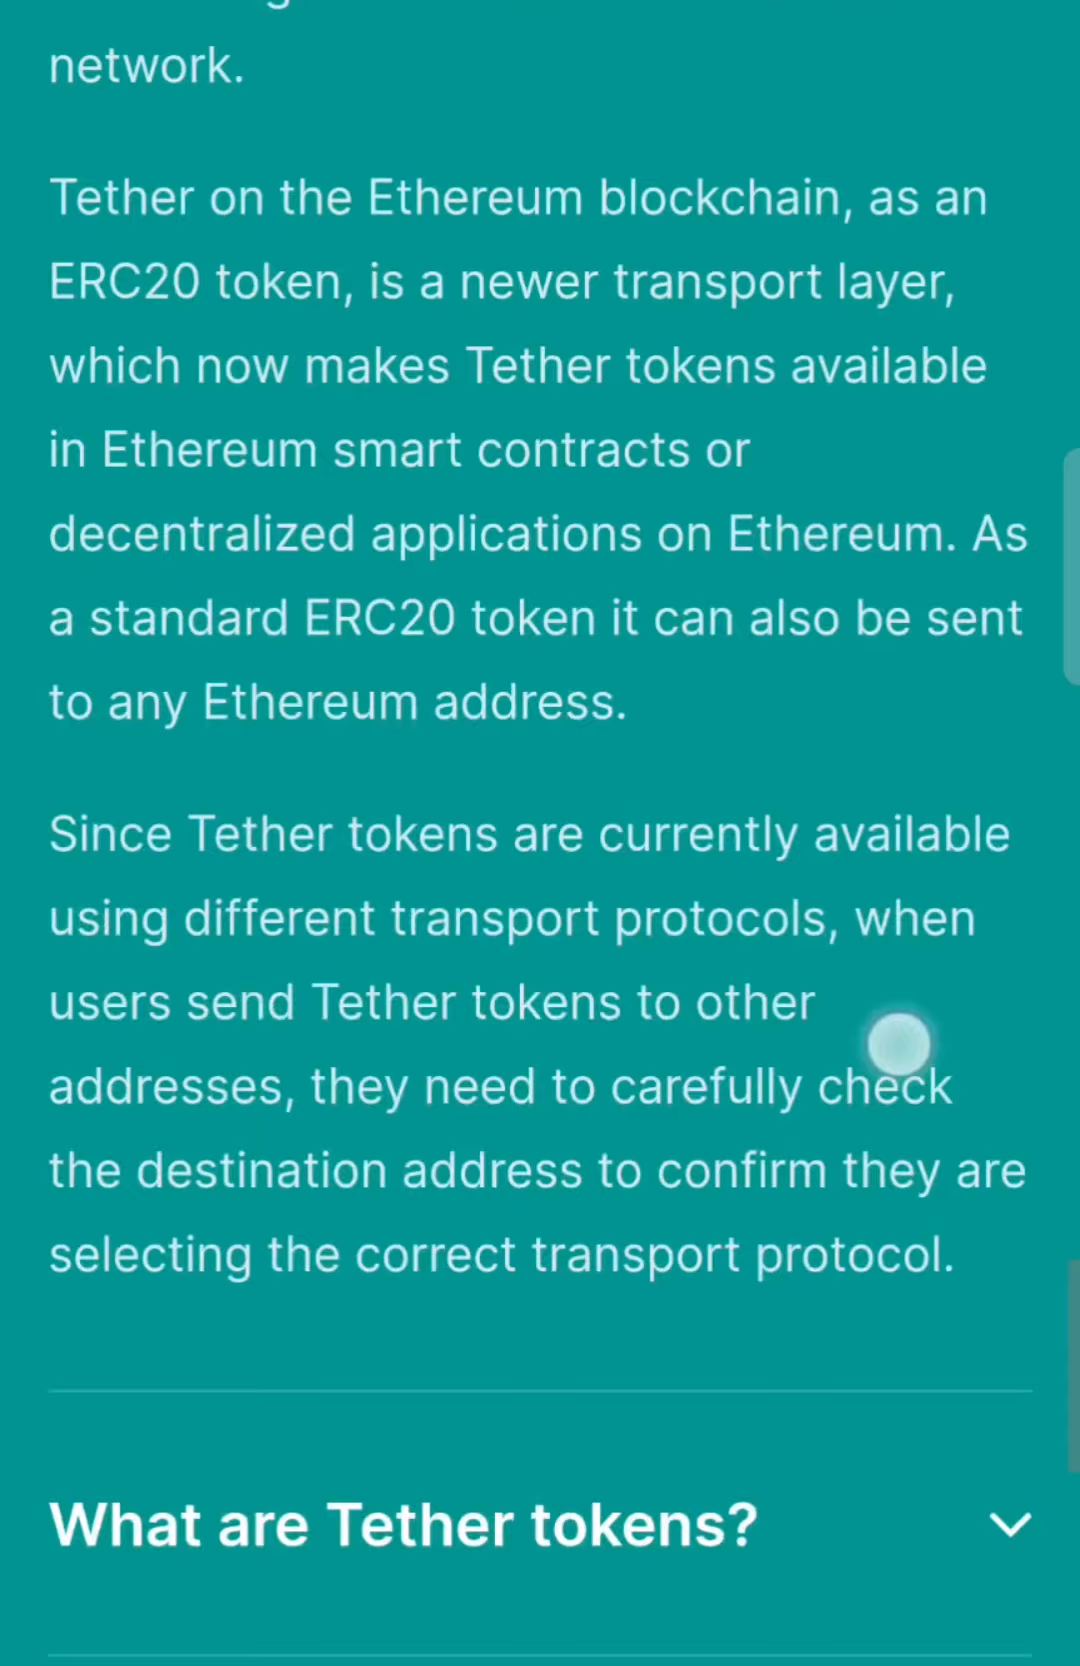 network.
Tether on the Ethereum blockchain, as an
ERC20 token, is a newer transport layer,
which now makes Tether tokens available
in Ethereum smart contracts or
decentralized applications on Ethereum. As
a standard ERC20 token it can also be sent
to any Ethereum address.
Since Tether tokens are currently available
using different transport protocols, when
users send Tether tokens to other
addresses, they need to carefully check
the destination address to confirm they are
selecting the correct transport protocol.
What are Tether tokens?